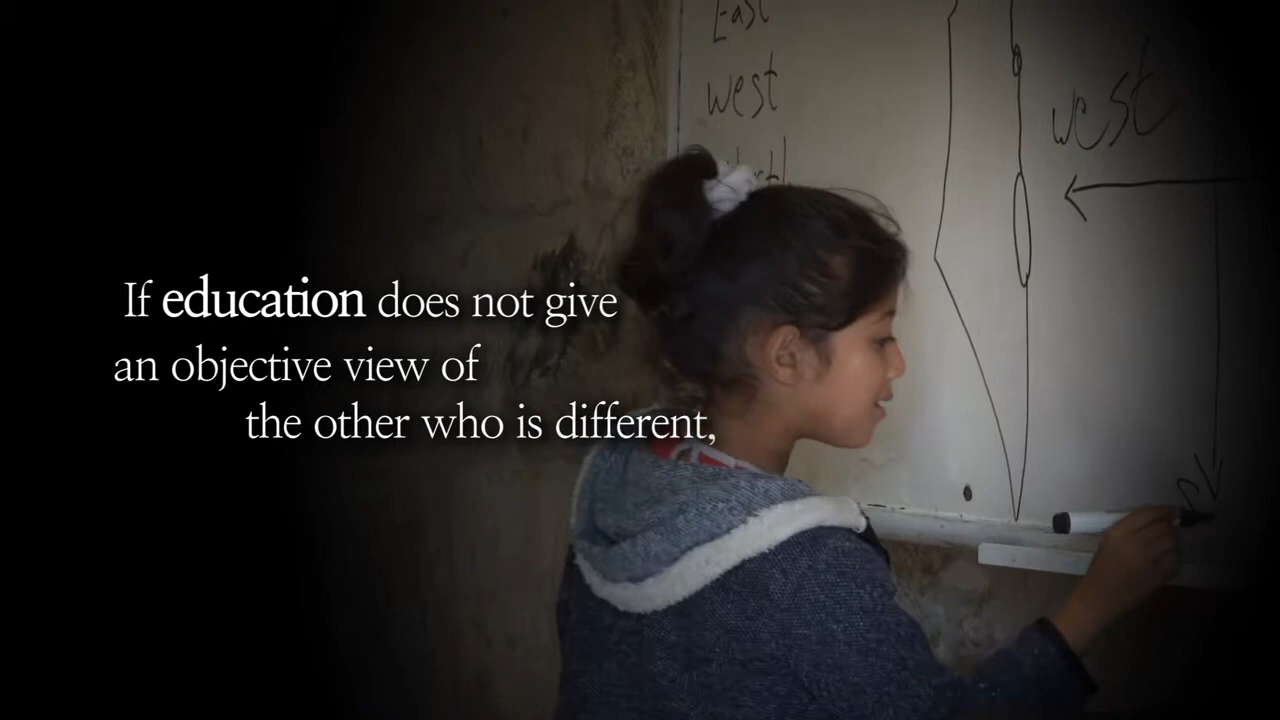 East
west
west
If education does not give
an objective view of
the other who is different,